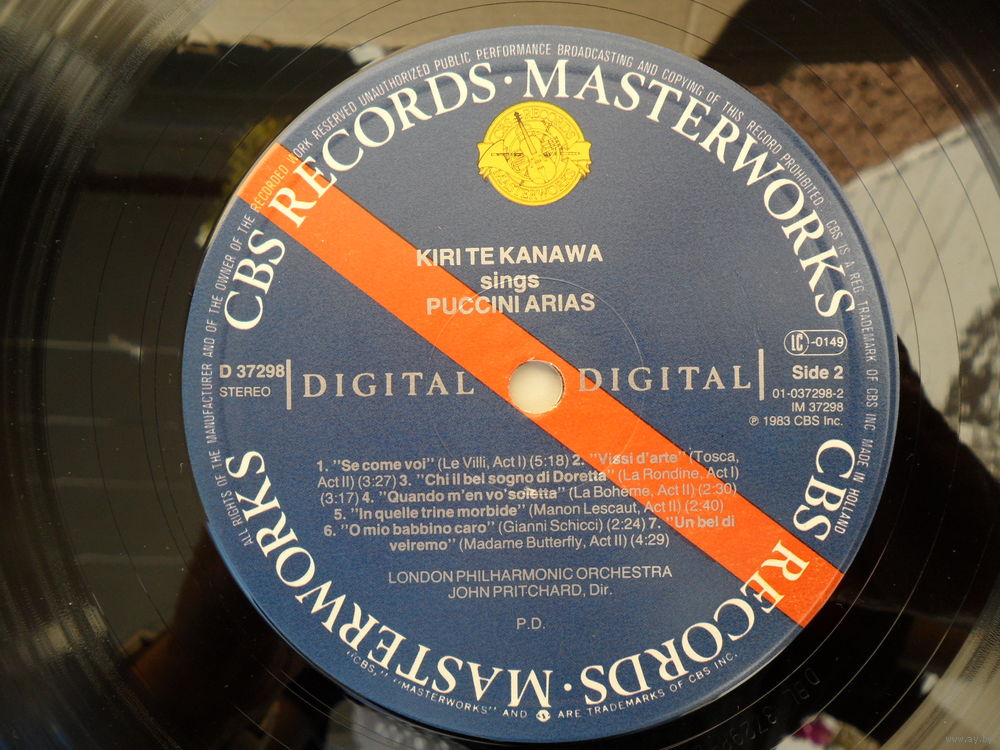 ALL RIGHTS OF THE MANUFACTURER AND OF THE OWNER OF THE RECORDED WORK RESERVED UNAUTHORIZED PUBLIC PERFORMANCE BROADCASTING AND COPYING OF THIS RECORD PROHIBITED. CBS IS A REG. TRADEMARK OF CBS INC. MADE IN HOLLAND
CBS RECORDS · MASTERWORKS
CBS RECORDS
MASTERWORKS
KIRI TE KANAWA
sings
PUCCINI ARIAS
LC-0149
D 37298
STEREO
DIGITAL
DIGITAL
Side 2
01-037298-2
IM 37298
℗ 1983 CBS Inc.
1. "Se come voi" (Le Villi, Act I) (5:18) 2. "Vissi d'arte" (Tosca,
Act II) (3:27) 3. "Chi il bel sogno di Doretta" (La Rondine, Act I)
(3:17) 4. "Quando m'en vo' soletta" (La Boheme, Act II) (2:30)
5. "In quelle trine morbide" (Manon Lescaut, Act II) (2:40)
6. "O mio babbino caro" (Gianni Schicci) (2:24) 7. "Un bel di
velremo" (Madame Butterfly, Act II) (4:29)
LONDON PHILHARMONIC ORCHESTRA
JOHN PRITCHARD, Dir.
P.D.
CBS RECORDS · MASTERWORKS
"CBS," "MASTERWORKS" AND ARE TRADEMARKS OF CBS INC.
www.ay.by